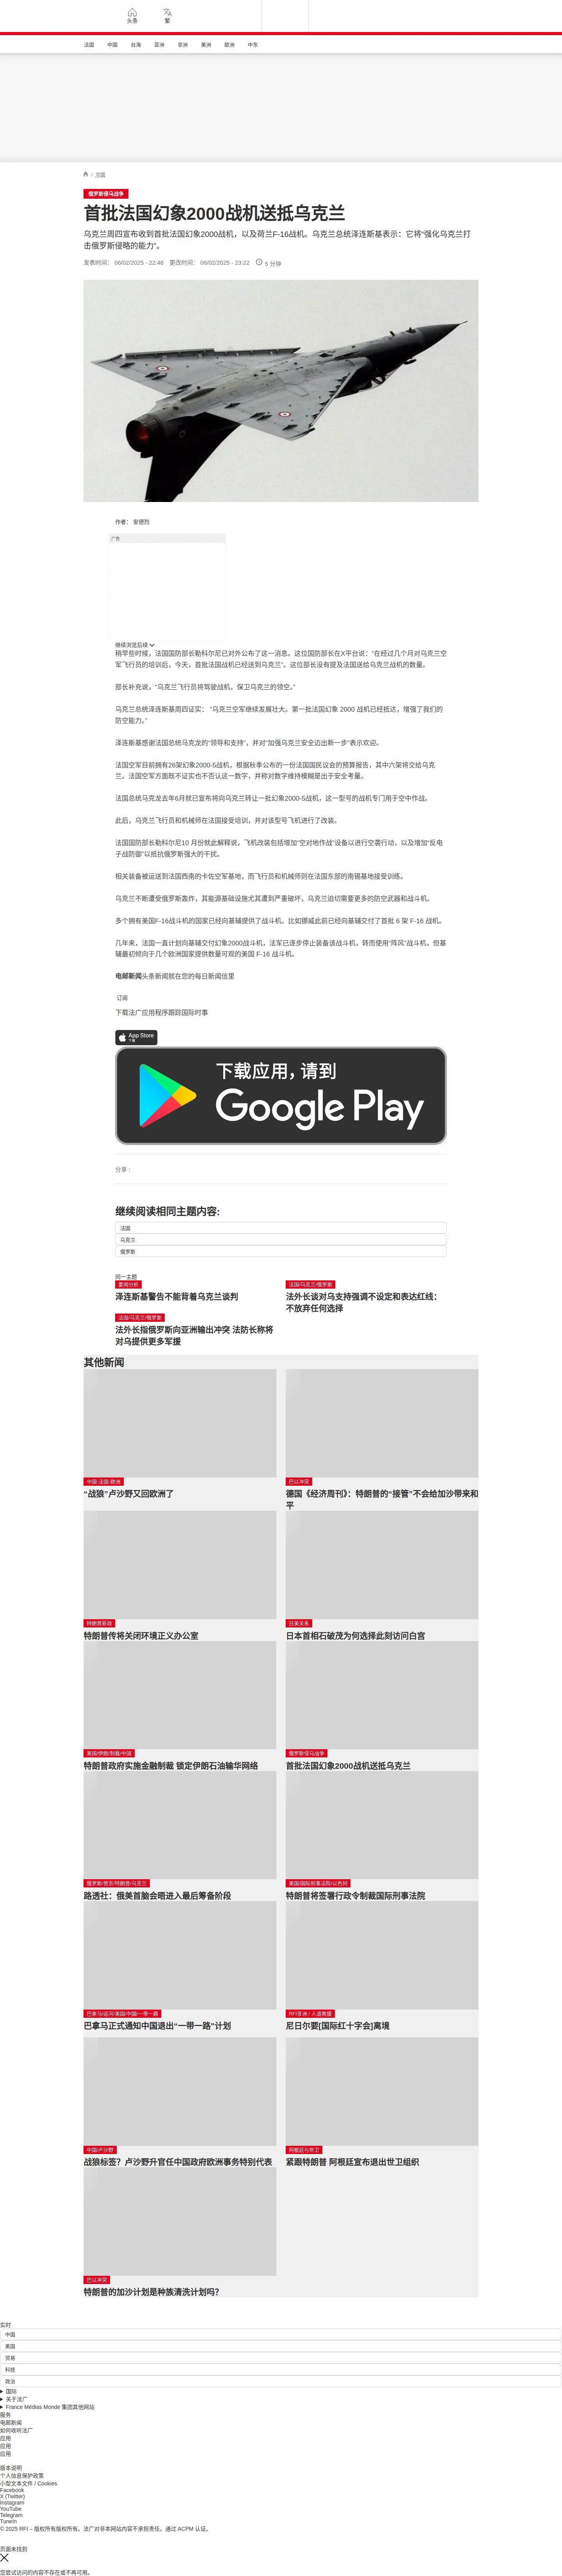 头条
繁
法国
中国
台海
亚洲
非洲
美洲
欧洲
中东
/ 中国
俄罗斯侵乌战争
首批法国幻象2000战机送抵乌克兰
乌克兰周四宣布收到首批法国幻象2000战机，以及荷兰F-16战机。乌克兰总统泽连斯基表示：它将“强化乌克兰打
击俄罗斯侵略的能力”。
发表时间： 06/02/2025 - 22:46 更改时间： 06/02/2025 - 23:22 5 分钟
作者： 安德烈
广告
继续浏览后续
稍早些时候，法国国防部长勒科尔尼已对外公布了这一消息。这位国防部长在X平台说：“在经过几个月对乌克兰空
军飞行员的培训后，今天，首批法国战机已经送到乌克兰”。这位部长没有提及法国送给乌克兰战机的数量。
部长补充说，“乌克兰飞行员将驾驶战机，保卫乌克兰的领空。”
乌克兰总统泽连斯基周四证实： “乌克兰空军继续发展壮大。第一批法国幻象 2000 战机已经抵达，增强了我们的
防空能力。”
泽连斯基感谢法国总统马克龙的“领导和支持”，并对“加强乌克兰安全迈出新一步”表示欢迎。
法国空军目前拥有26架幻象2000-5战机，根据秋季公布的一份法国国民议会的预算报告，其中六架将交给乌克
兰。法国空军方面既不证实也不否认这一数字，并称对数字维持模糊是出于安全考量。
法国总统马克龙去年6月就已宣布将向乌克兰转让一批幻象2000-5战机，这一型号的战机专门用于空中作战。
此后，乌克兰飞行员和机械师在法国接受培训，并对该型号飞机进行了改装。
法国国防部长勒科尔尼10 月份就此解释说，飞机改装包括增加“空对地作战”设备以进行空袭行动，以及增加“反电
子战防御”以抵抗俄罗斯强大的干扰。
相关装备被运送到法国西南的卡佐空军基地，而飞行员和机械师则在法国东部的南锡基地接受训练。
乌克兰不断遭受俄罗斯轰炸，其能源基础设施尤其遭到严重破坏，乌克兰迫切需要更多的防空武器和战斗机。
多个拥有美国F-16战斗机的国家已经向基辅提供了战斗机。比如挪威此前已经向基辅交付了首批 6 架 F-16 战机。
几年来，法国一直计划向基辅交付幻象2000战斗机，法军已逐步停止装备该战斗机，转而使用“阵风”战斗机，但基
辅最初倾向于几个欧洲国家提供数量可观的美国 F-16 战斗机。
电邮新闻头条新闻就在您的每日新闻信里
订阅
下载法广应用程序跟踪国际时事
App Store
下载
下载应用，请到
Google Play
分享 :
继续阅读相同主题内容:
法国
乌克兰
俄罗斯
同一主题
要闻分析
泽连斯基警告不能背着乌克兰谈判
法国/乌克兰/俄罗斯
法外长谈对乌支持强调不设定和表达红线：
不放弃任何选择
法国/乌克兰/俄罗斯
法外长指俄罗斯向亚洲输出冲突 法防长称将
对乌提供更多军援
其他新闻
中国·法国·欧洲
“战狼”卢沙野又回欧洲了
巴以冲突
德国《经济周刊》：特朗普的“接管”不会给加沙带来和
平
特朗普新政
特朗普传将关闭环境正义办公室
日美关系
日本首相石破茂为何选择此刻访问白宫
美国/伊朗/制裁/中国
特朗普政府实施金融制裁 锁定伊朗石油输华网络
俄罗斯侵乌战争
首批法国幻象2000战机送抵乌克兰
俄罗斯/普京/特朗普/乌克兰
路透社：俄美首脑会晤进入最后筹备阶段
美国/国际刑事法院/以色列
特朗普将签署行政令制裁国际刑事法院
巴拿马/运河/美国/中国/一带一路
巴拿马正式通知中国退出"一带一路"计划
RFI非洲 / 人道救援
尼日尔要[国际红十字会]离境
中国/卢沙野
战狼标签？卢沙野升官任中国政府欧洲事务特别代表
阿根廷与世卫
紧跟特朗普 阿根廷宣布退出世卫组织
巴以冲突
特朗普的加沙计划是种族清洗计划吗?
实时
中国
美国
贸易
科技
政治
国际
关于法广
France Médias Monde 集团其他网站
服务
电邮新闻
如何收听法广
应用
应用
应用
版本说明
个人信息保护政策
小型文本文件 / Cookies
Facebook
X (Twitter)
Instagram
YouTube
Telegram
TuneIn
© 2025 RFI – 版权所有版权所有。法广对非本网站内容不承担责任。通过 ACPM 认证。
页面未找到
您尝试访问的内容不存在或不再可用。